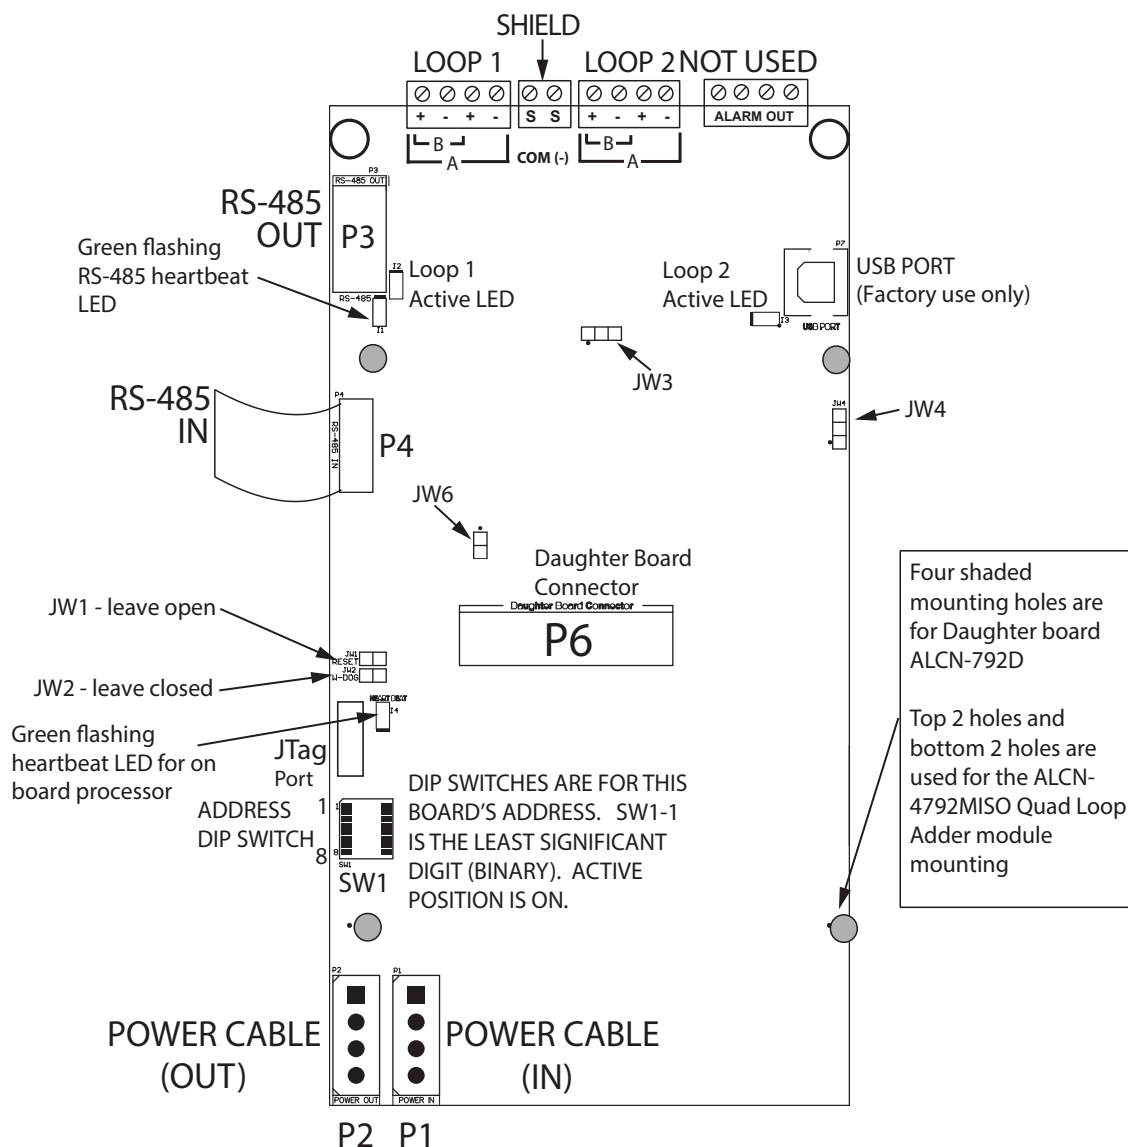 SHIELD
LOOP 1
LOOP 2
NOT USED
+ - + -
S S
+ - + -
ALARM OUT
B
A
COM (-)
B
A
P3
RS-485 OUT
RS-485
OUT
P3
Green flashing
RS-485 heartbeat
LED
I2
Loop 1
Active LED
RS-485
I1
Loop 2
Active LED
I3
P7
USB PORT
USB PORT
(Factory use only)
JW3
JW4
JW4
RS-485
IN
P4
RS-485 IN
P4
JW6
Daughter Board
Connector
Daughter Board Connector
P6
JW1 - leave open
JW1
RESET
JW2
W-DOG
JW2 - leave closed
HEART BEAT
I4
Green flashing
heartbeat LED for on
board processor
JTag
Port
ADDRESS
DIP SWITCH
1
1
8
8
SW1
SW1
DIP SWITCHES ARE FOR THIS
BOARD'S ADDRESS. SW1-1
IS THE LEAST SIGNIFICANT
DIGIT (BINARY). ACTIVE
POSITION IS ON.
Four shaded
mounting holes are
for Daughter board
ALCN-792D
Top 2 holes and
bottom 2 holes are
used for the ALCN-
4792MISO Quad Loop
Adder module
mounting
P2
P1
POWER CABLE
(OUT)
POWER CABLE
(IN)
POWER OUT
POWER IN
P2
P1